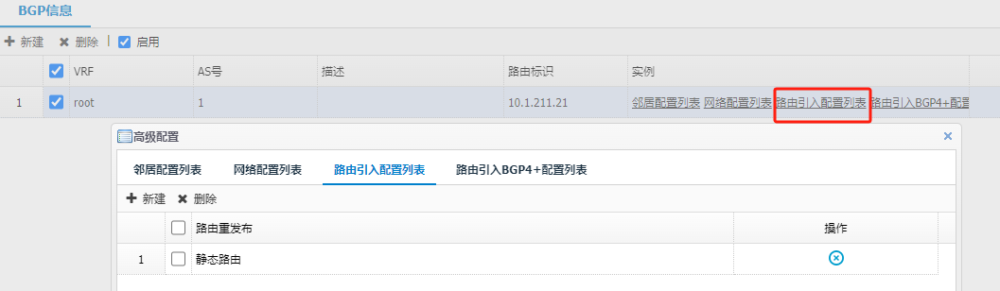 BGP信息
新建 删除 启用
VRF AS号 描述 路由标识 实例
1 root 1 10.1.211.21 邻居配置列表 网络配置列表 路由引入配置列表 路由引入BGP4+配置
高级配置
邻居配置列表 网络配置列表 路由引入配置列表 路由引入BGP4+配置列表
新建 删除
路由重发布 操作
1 静态路由